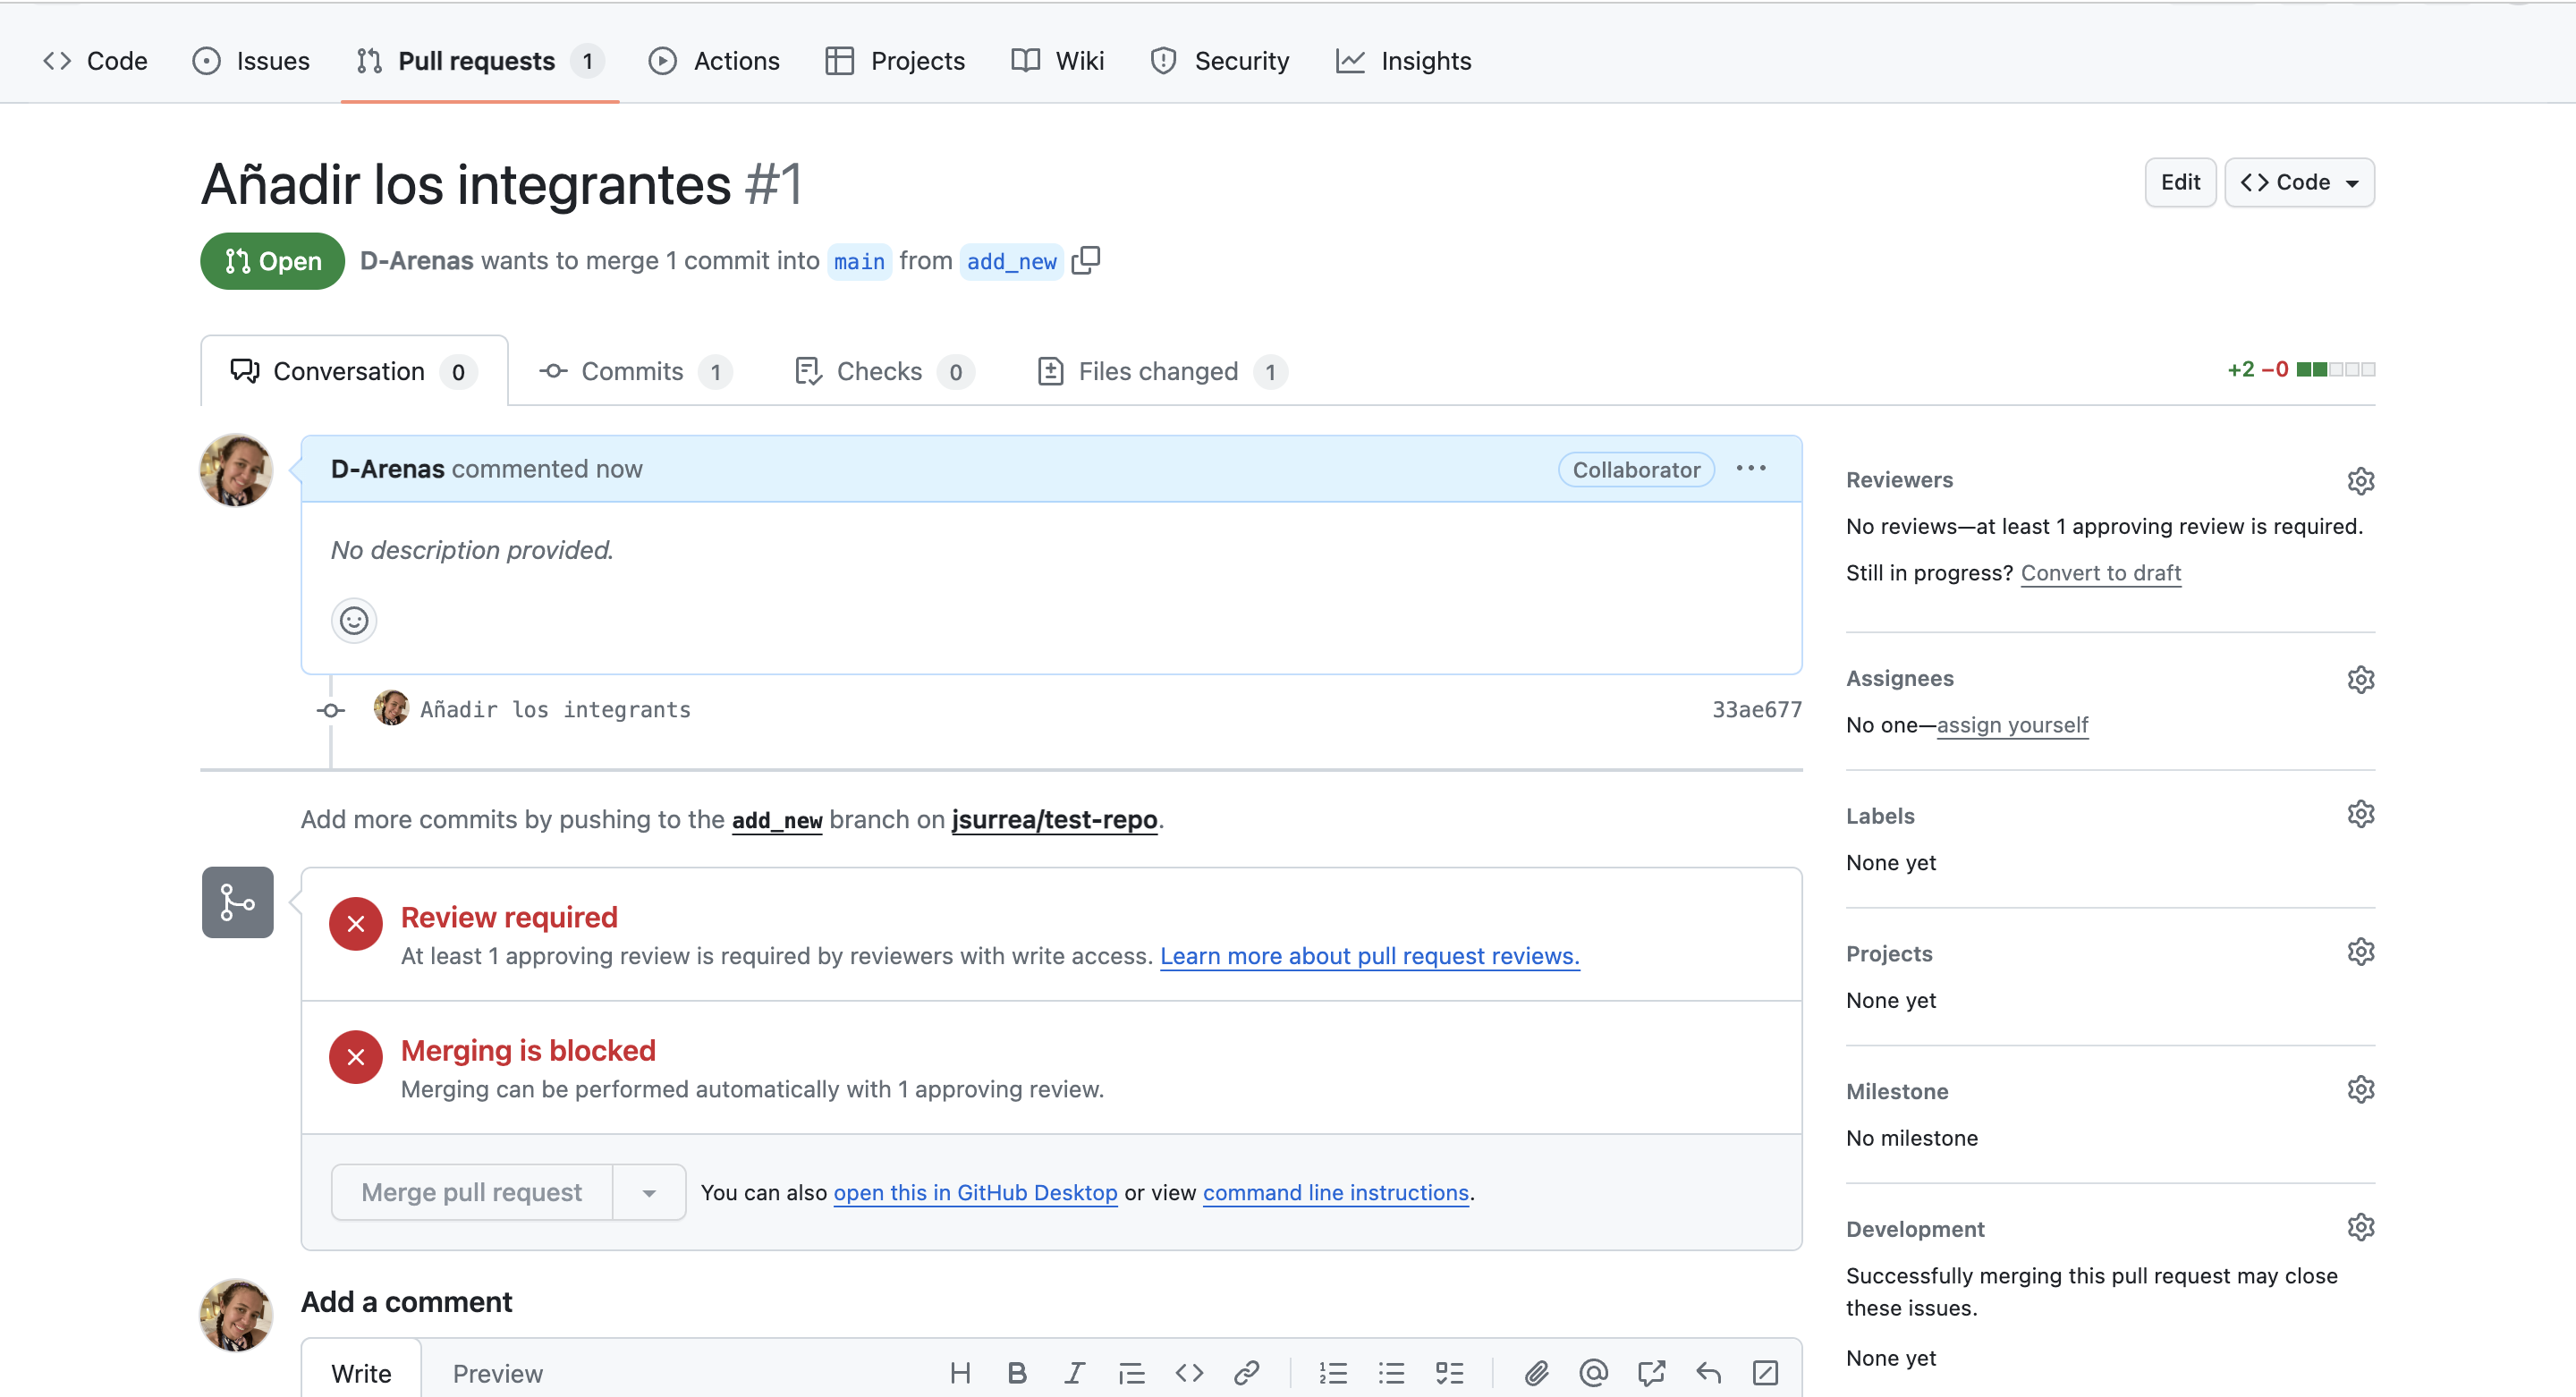 Code Issues Pull requests 1 Actions Projects Wiki Security Insights
Añadir los integrantes #1
Edit Code
Open D-Arenas wants to merge 1 commit into main from add_new
Conversation 0 Commits 1 Checks 0 Files changed 1 +2 −0
D-Arenas commented now Collaborator
No description provided.
Añadir los integrants 33ae677
Add more commits by pushing to the add_new branch on jsurrea/test-repo.
Review required
At least 1 approving review is required by reviewers with write access. Learn more about pull request reviews.
Merging is blocked
Merging can be performed automatically with 1 approving review.
Merge pull request You can also open this in GitHub Desktop or view command line instructions.
Add a comment
Write Preview
Reviewers
No reviews—at least 1 approving review is required.
Still in progress? Convert to draft
Assignees
No one—assign yourself
Labels
None yet
Projects
None yet
Milestone
No milestone
Development
Successfully merging this pull request may close
these issues.
None yet